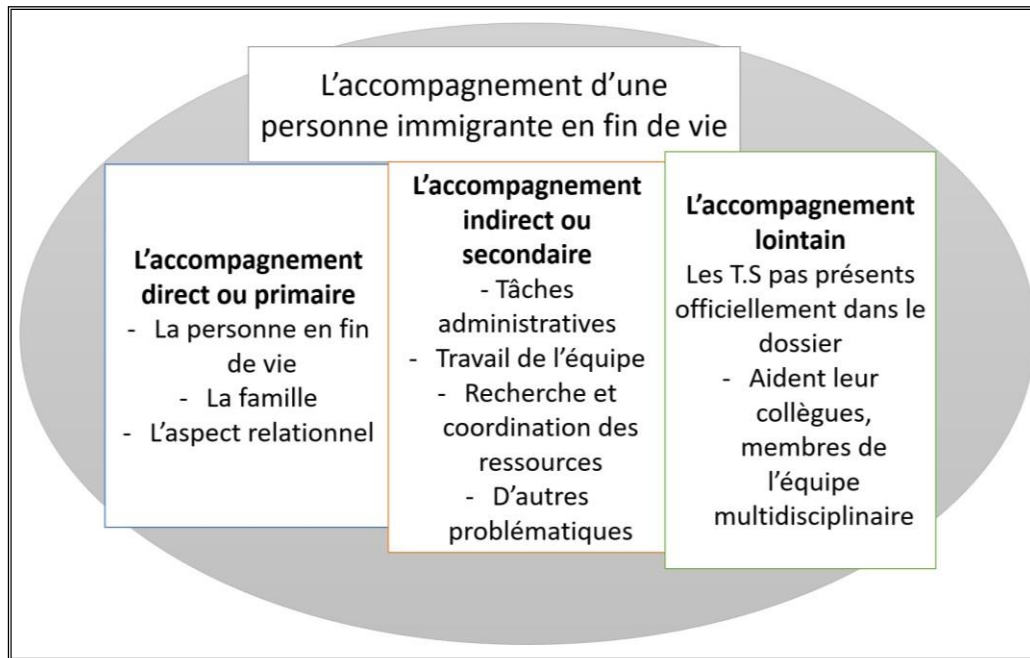 L’accompagnement d’une
personne immigrante en fin de vie
L’accompagnement
direct ou primaire
- La personne en fin
de vie
- La famille
- L’aspect relationnel
L’accompagnement
indirect ou
secondaire
- Tâches
administratives
- Travail de l’équipe
- Recherche et
coordination des
ressources
- D’autres
problématiques
L’accompagnement
lointain
Les T.S pas présents
officiellement dans le
dossier
- Aident leur
collègues,
membres de
l’équipe
multidisciplinaire